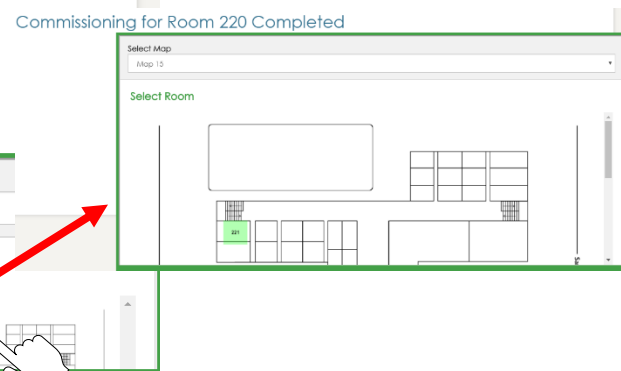 Commissioning for Room 220 Completed
Select Map
Map 15
Select Room
221